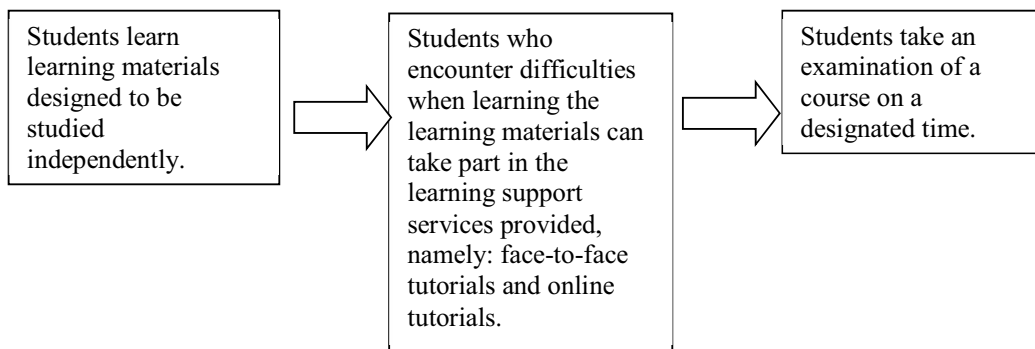 Students learn
learning materials
designed to be
studied
independently.
Students who
encounter difficulties
when learning the
learning materials can
take part in the
learning support
services provided,
namely: face-to-face
tutorials and online
tutorials.
Students take an
examination of a
course on a
designated time.